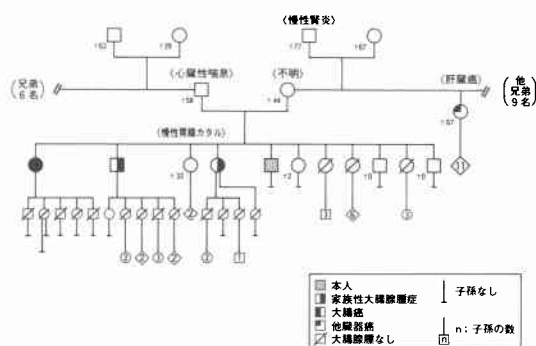 (慢性腎炎)
†62
†39
†77
†67
(兄弟 6名)
(心臓性喘息)
(不明)
(肝臓癌)
(他兄弟 9名)
†58
†44
†57
(慢性胃腸カタル)
11
†30
2
†2
3
6
†9
3
†6
2
2
3
2
2
1
本人
家族性大腸腺腫症
大腸癌
他臓器癌
大腸腺腫なし
子孫なし
n:子孫の数
n